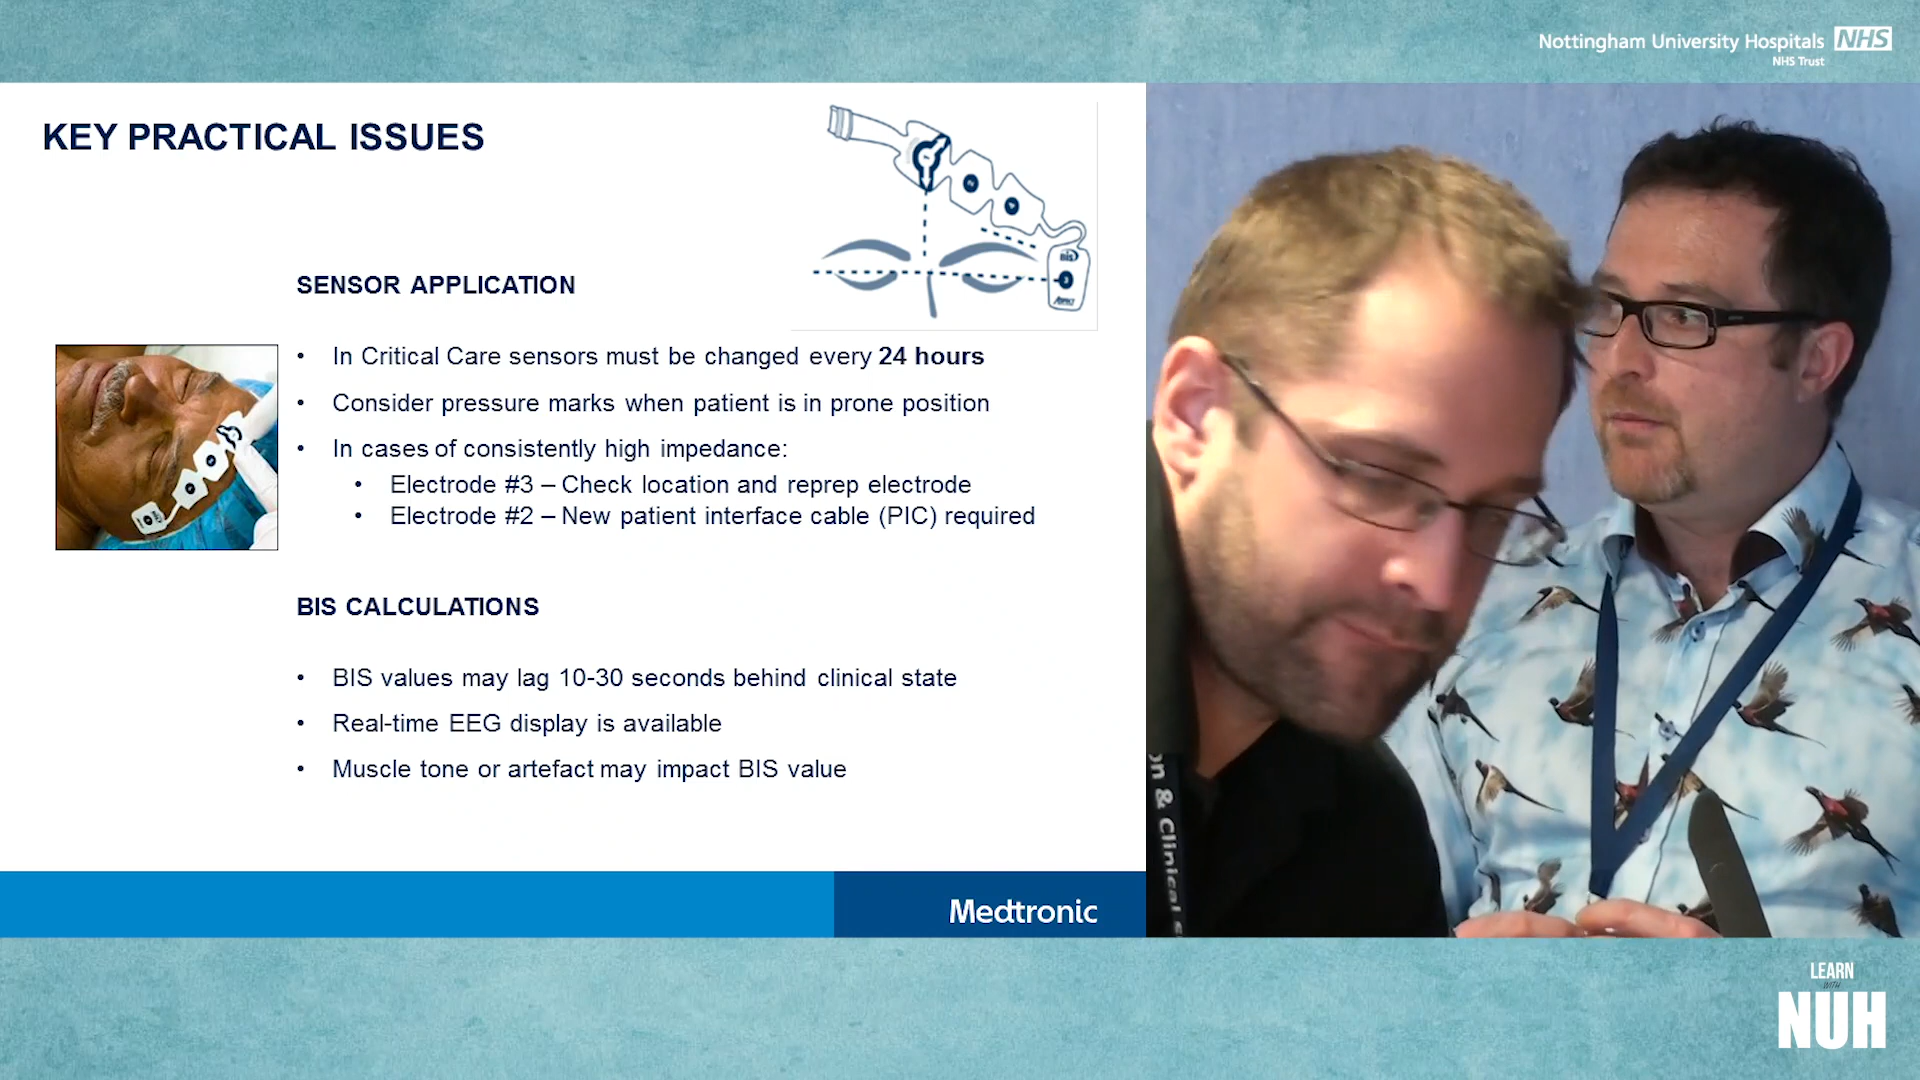 Nottingham University Hospitals NHS
NHS Trust
KEY PRACTICAL ISSUES
SENSOR APPLICATION
• In Critical Care sensors must be changed every 24 hours
• Consider pressure marks when patient is in prone position
• In cases of consistently high impedance:
• Electrode #3 – Check location and reprep electrode
• Electrode #2 – New patient interface cable (PIC) required
BIS CALCULATIONS
• BIS values may lag 10-30 seconds behind clinical state
• Real-time EEG display is available
• Muscle tone or artefact may impact BIS value
Medtronic
BIS
on & Clinical
LEARN
WITH
NUH